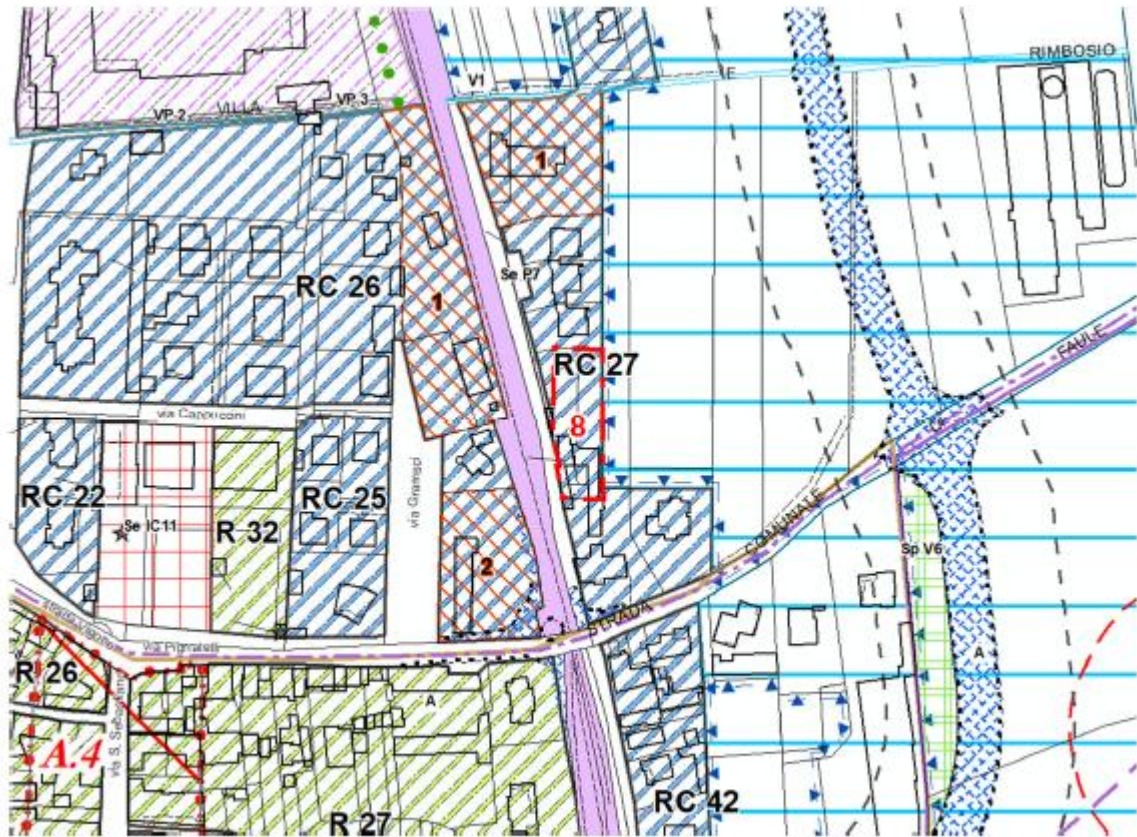 RIMBOSIO
V1
E
VP 2
VILLA
VP 3
1
Se P7
RC 26
1
RC 27
FAULE
8
via Cappuccini
RC 22
RC 25
via Gramsci
COMUNALE
Se IC11
R 32
Sp V6
2
STRADA
via Pignatelli
R 26
A
A
via S. Sebastiano
A.4
R 27
RC 42